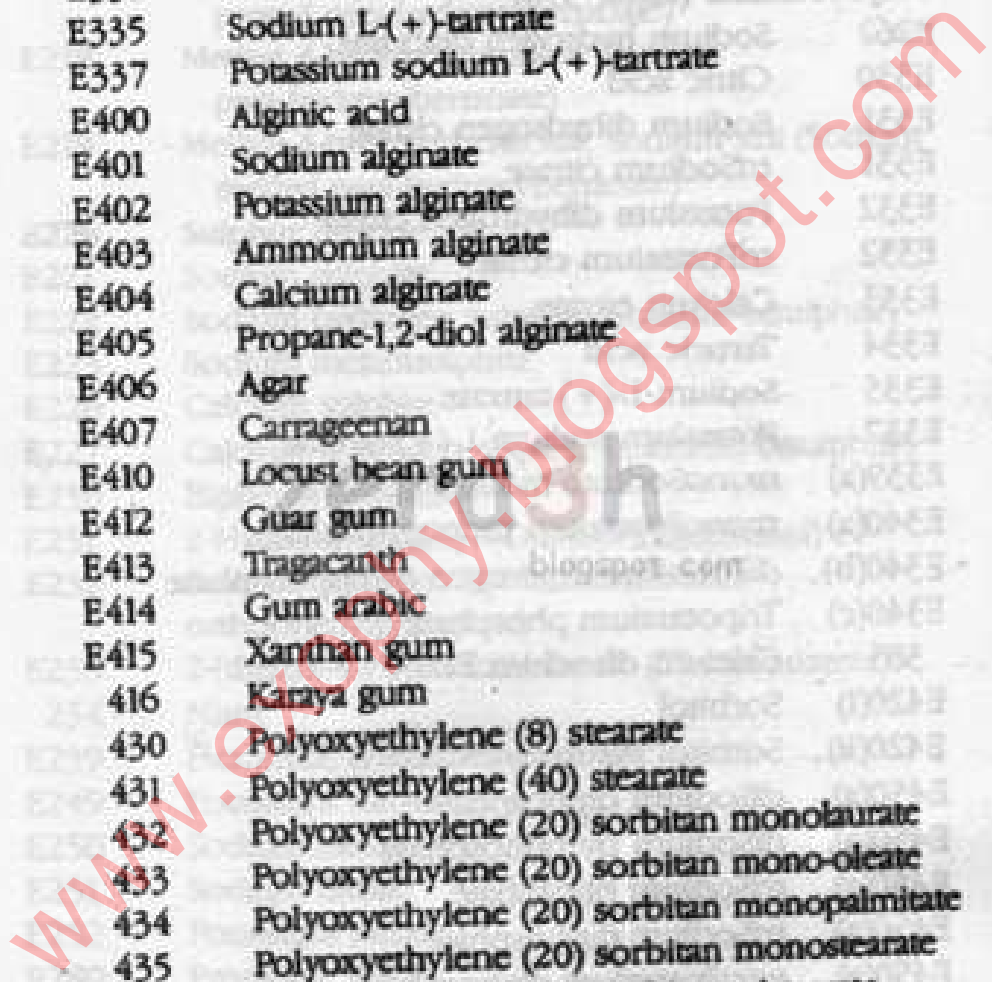 E335 Sodium L-(+)-tartrate
E337 Potassium sodium L-(+)-tartrate
E400 Alginic acid
E401 Sodium alginate
E402 Potassium alginate
E403 Ammonium alginate
E404 Calcium alginate
E405 Propane-1,2-diol alginate
E406 Agar
E407 Carrageenan
E410 Locust bean gum
E412 Guar gum
E413 Tragacanth
E414 Gum arabic
E415 Xanthan gum
416 Karaya gum
430 Polyoxyethylene (8) stearate
431 Polyoxyethylene (40) stearate
432 Polyoxyethylene (20) sorbitan monolaurate
433 Polyoxyethylene (20) sorbitan mono-oleate
434 Polyoxyethylene (20) sorbitan monopalmitate
435 Polyoxyethylene (20) sorbitan monostearate
www.exophy.blogspot.com
blogspot com